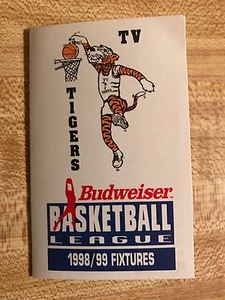 TV
TIGERS
Budweiser
BASKETBALL
LEAGUE
1998/99 FIXTURES